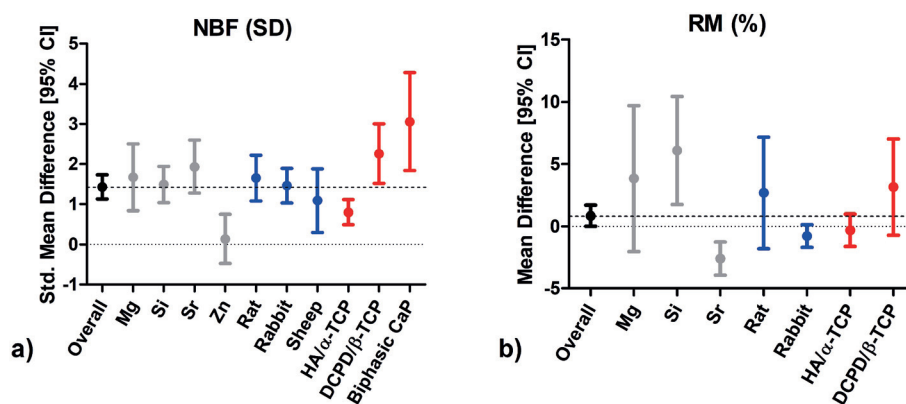 NBF (SD)
Std. Mean Difference [95% CI]
5
4
3
2
1
0
-1
Overall
Mg
Si
Sr
Zn
Rat
Rabbit
Sheep
HA/α-TCP
DCPD/β-TCP
Biphasic CaP
a)
RM (%)
Mean Difference [95% CI]
15
10
5
0
-5
Overall
Mg
Si
Sr
Rat
Rabbit
HA/α-TCP
DCPD/β-TCP
b)